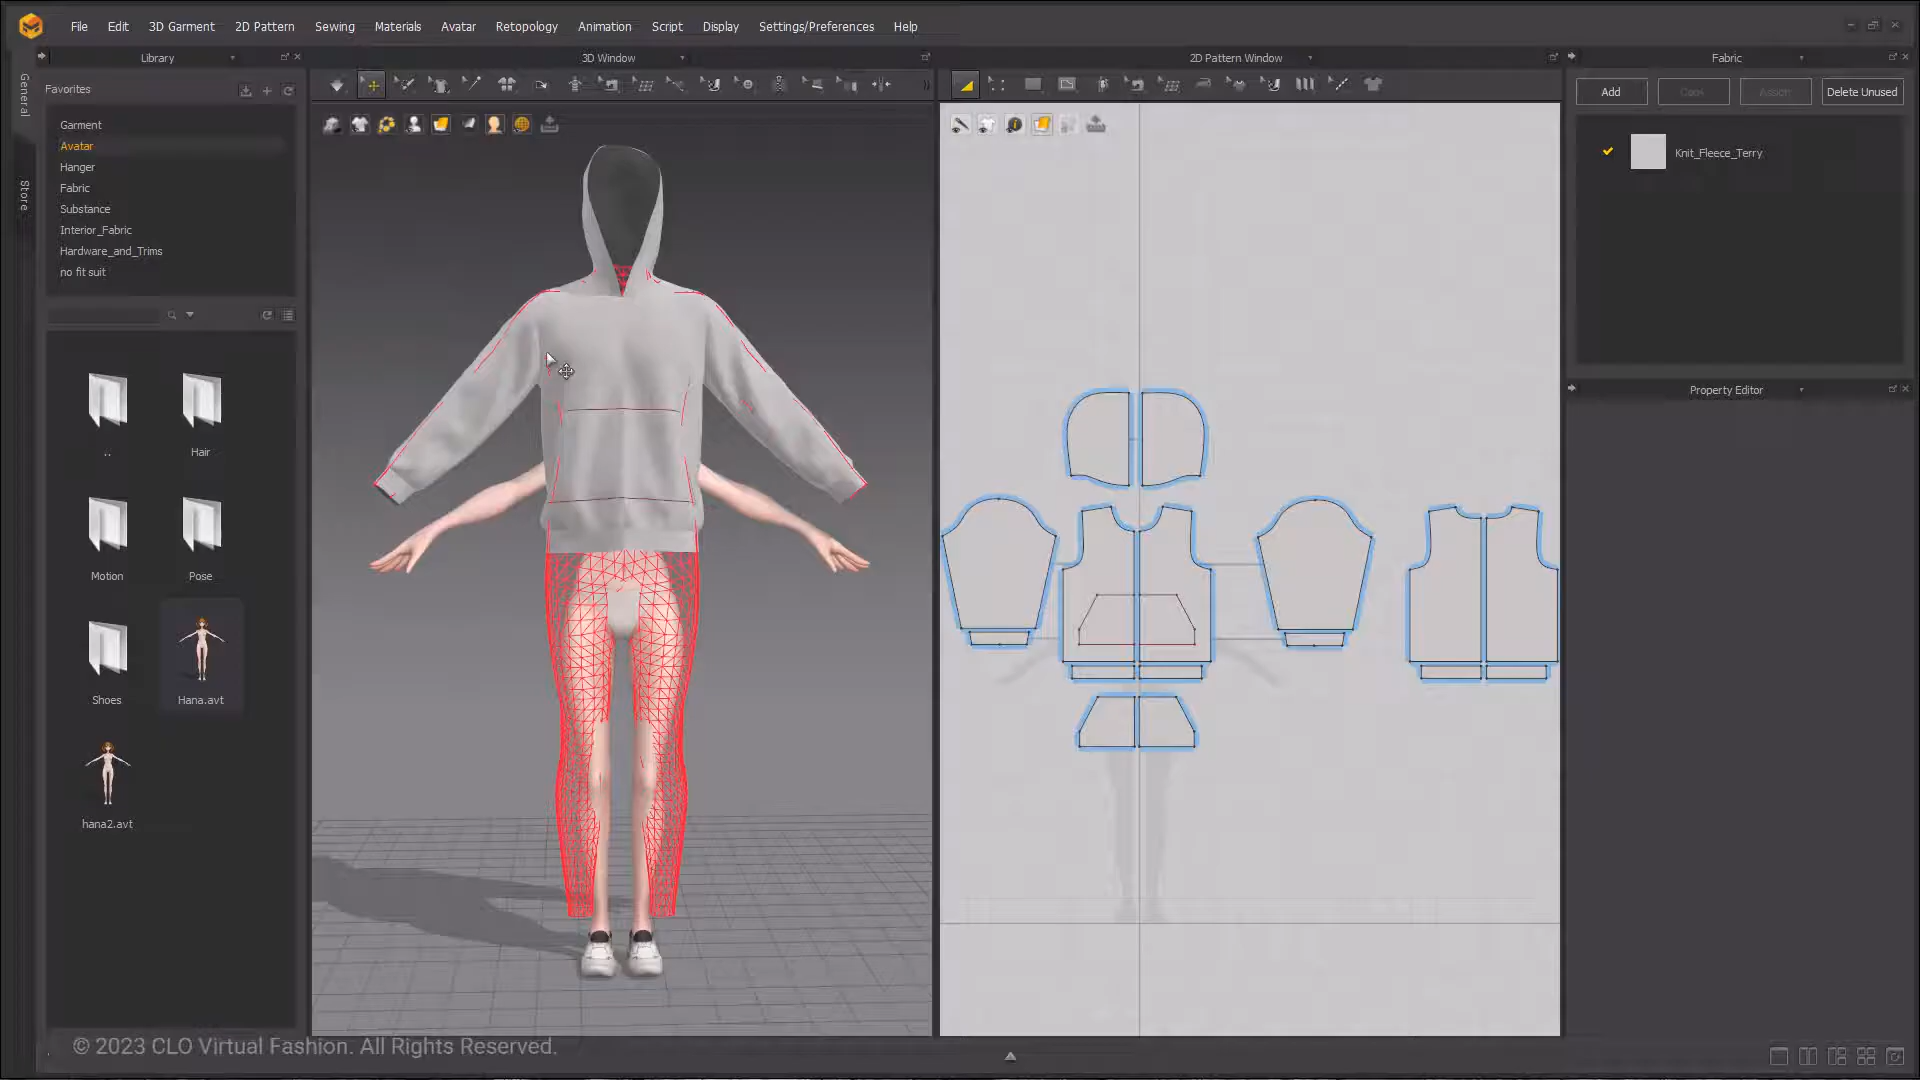 File Edit 3D Garment 2D Pattern Sewing Materials Avatar Retopology Animation Script Display Settings/Preferences Help
Library
3D Window
2D Pattern Window
Fabric
General
Store
Favorites
Garment
Avatar
Hanger
Fabric
Substance
Interior_Fabric
Hardware_and_Trims
no fit suit
..
Hair
Motion
Pose
Shoes
Hana.avt
hana2.avt
Add Copy Assign Delete Unused
Knit_Fleece_Terry
Property Editor
© 2023 CLO Virtual Fashion. All Rights Reserved.